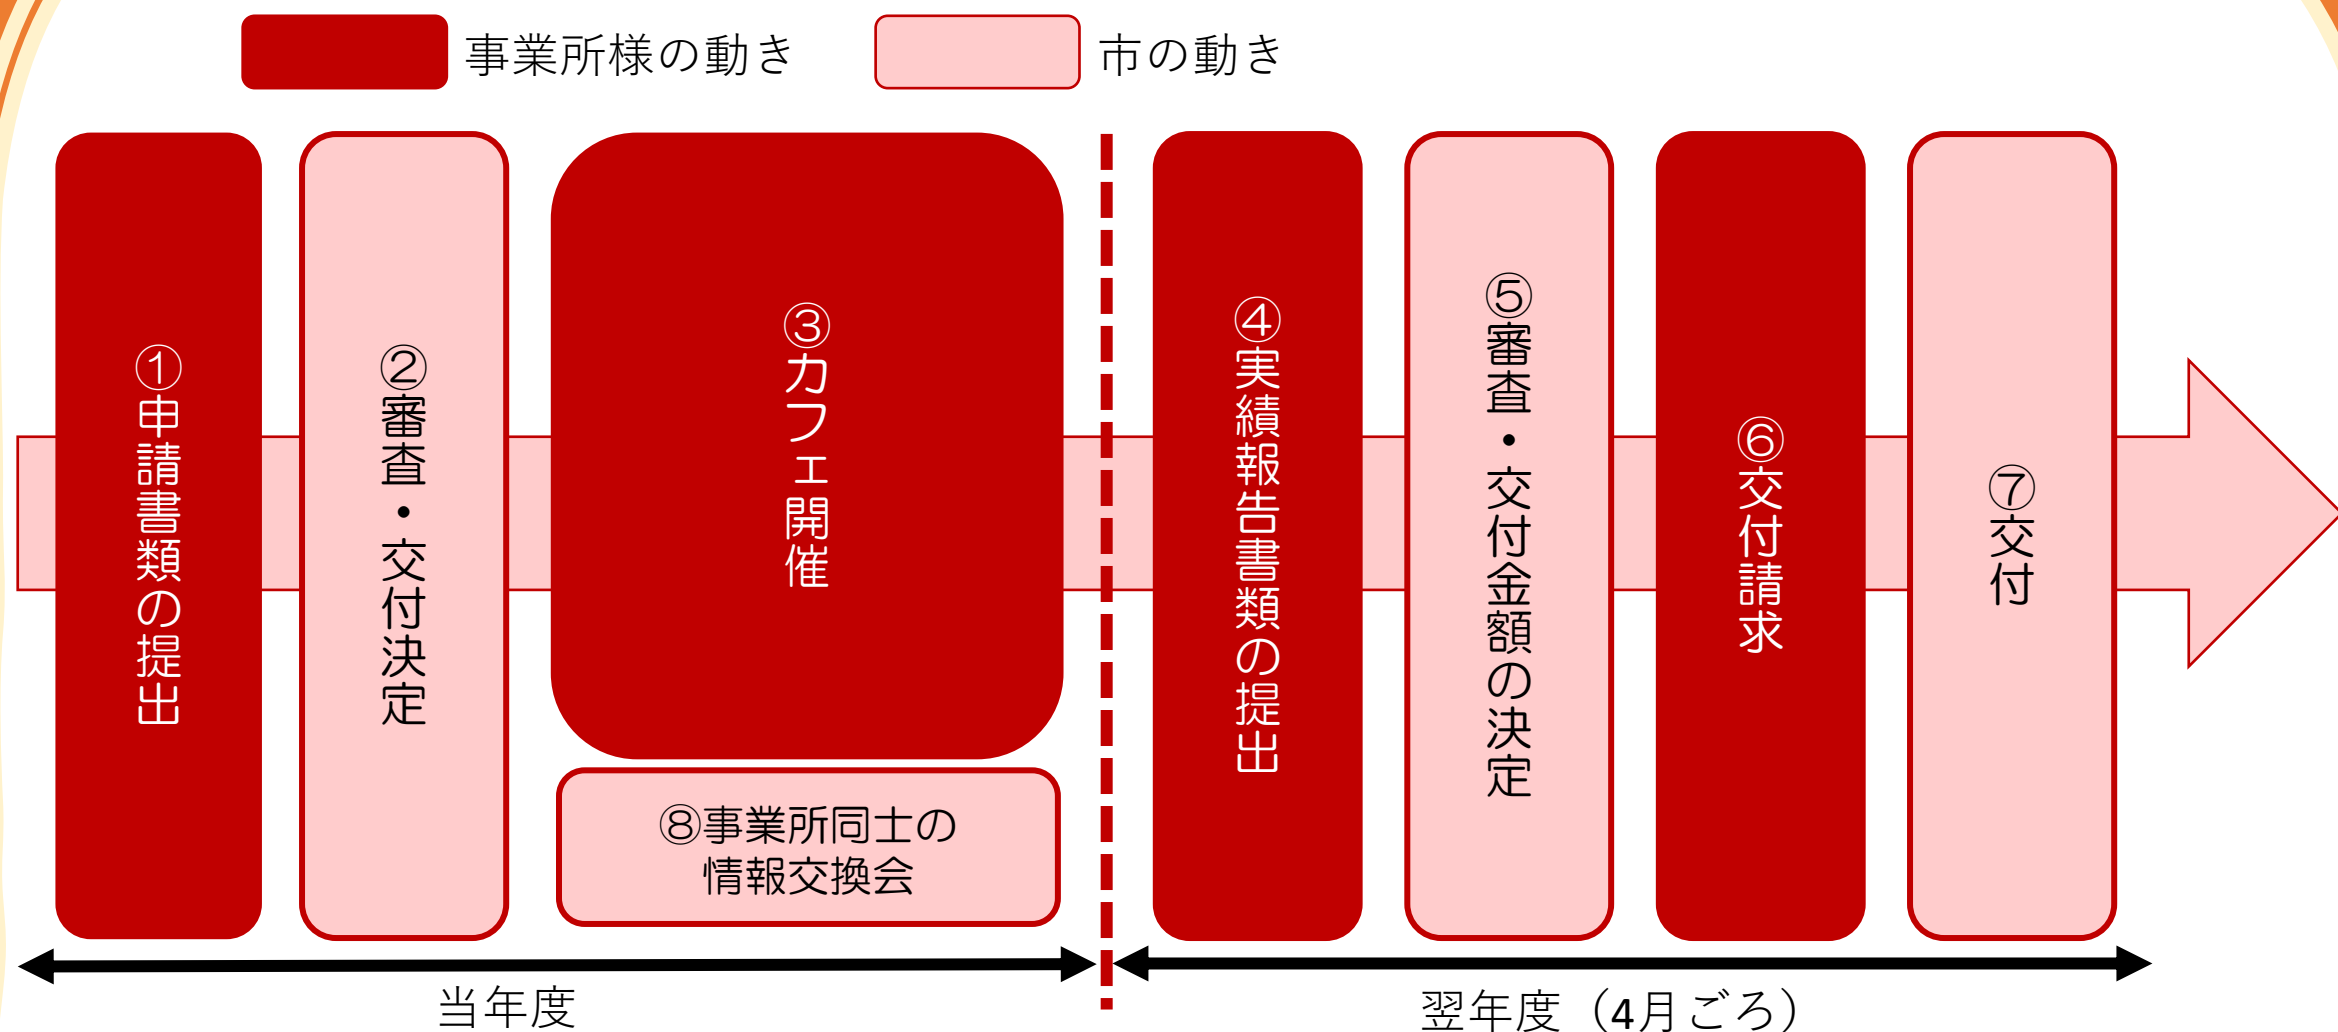 事業所様の動き
市の動き
①申請書類の提出
②審査・交付決定
③カフェ開催
⑧事業所同士の
情報交換会
④実績報告書類の提出
⑤審査・交付金額の決定
⑥交付請求
⑦交付
当年度
翌年度（4月ごろ）